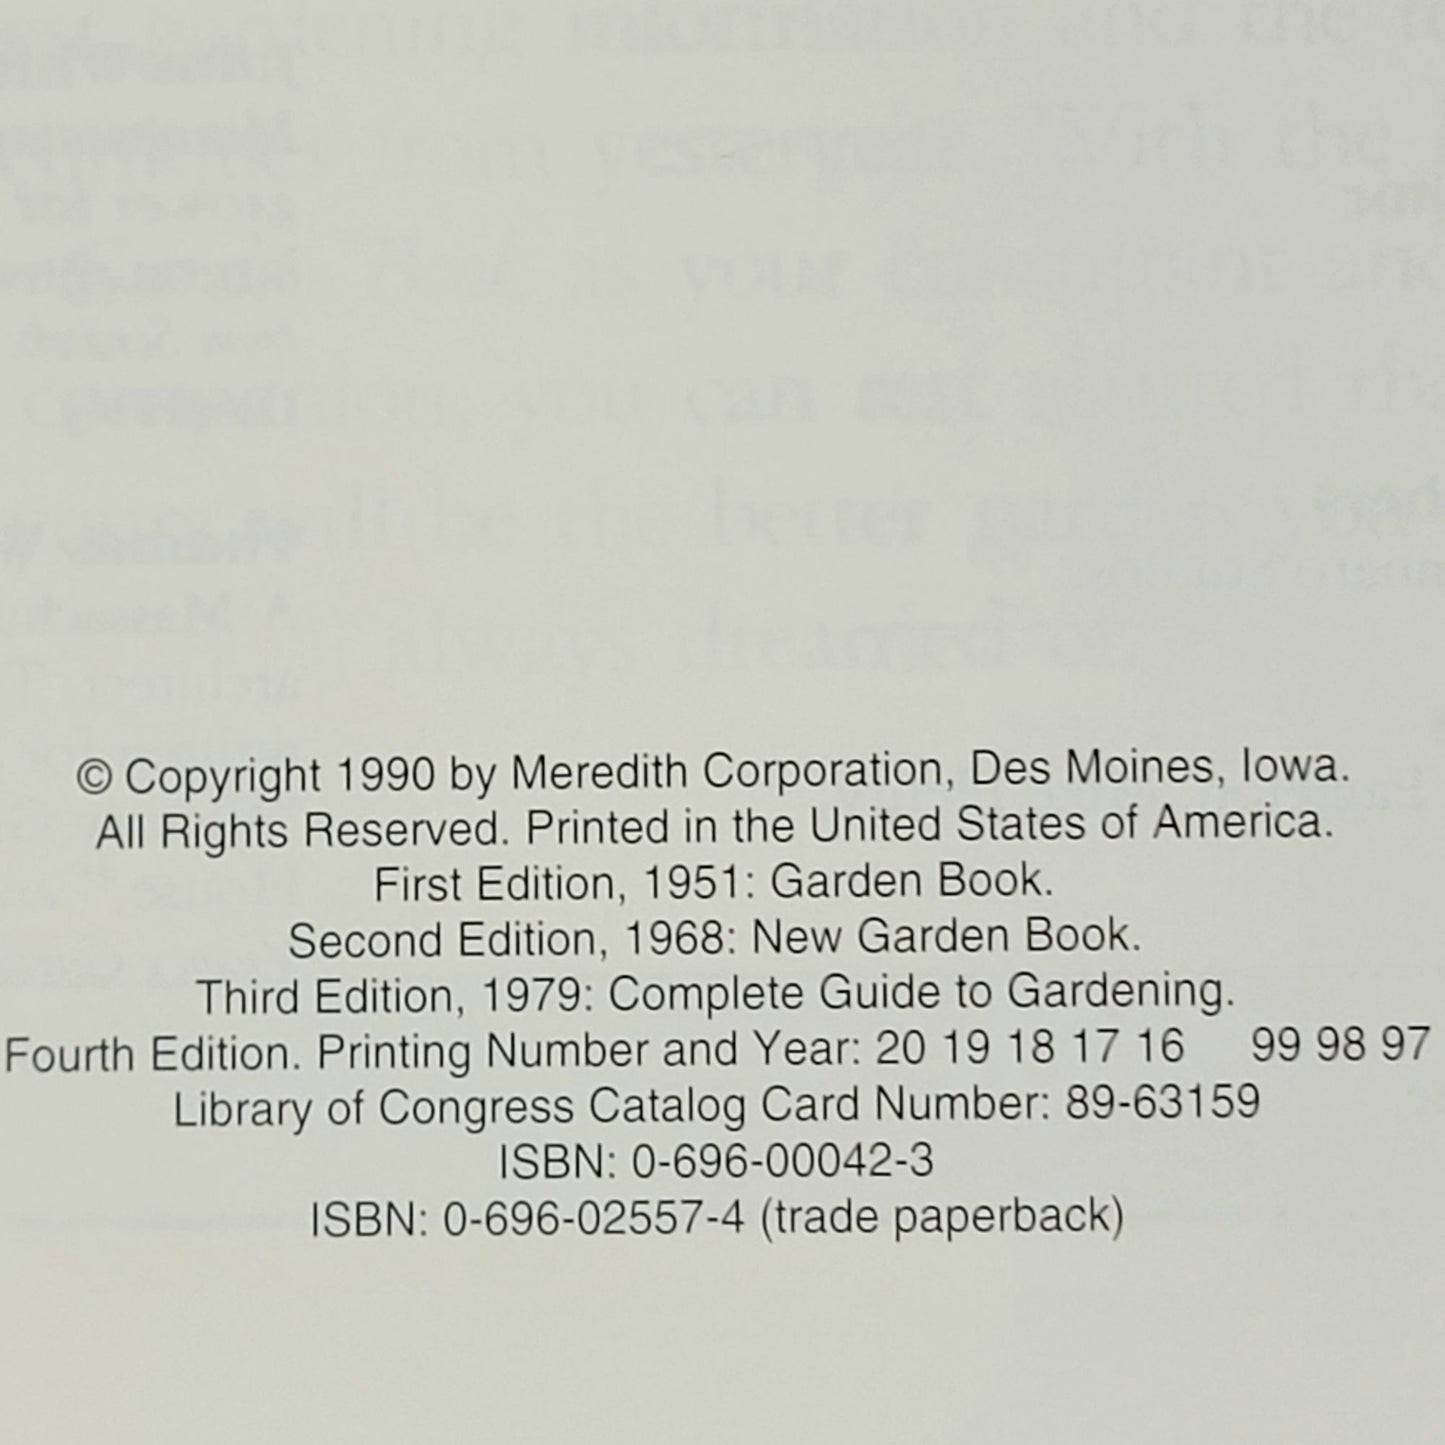 © Copyright 1990 by Meredith Corporation, Des Moines, Iowa.
All Rights Reserved. Printed in the United States of America.
First Edition, 1951: Garden Book.
Second Edition, 1968: New Garden Book.
Third Edition, 1979: Complete Guide to Gardening.
Fourth Edition. Printing Number and Year: 20 19 18 17 16 99 98 97
Library of Congress Catalog Card Number: 89-63159
ISBN: 0-696-00042-3
ISBN: 0-696-02557-4 (trade paperback)